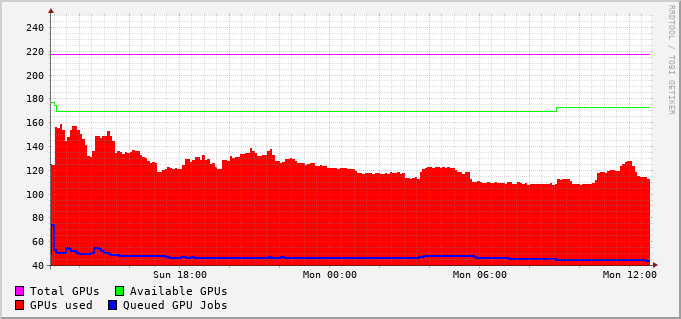 RRDTOOL / TOBI OETIKER
240
220
200
180
160
140
120
100
80
60
40
Sun 18:00 Mon 00:00 Mon 06:00 Mon 12:00
Total GPUs Available GPUs
GPUs used Queued GPU Jobs